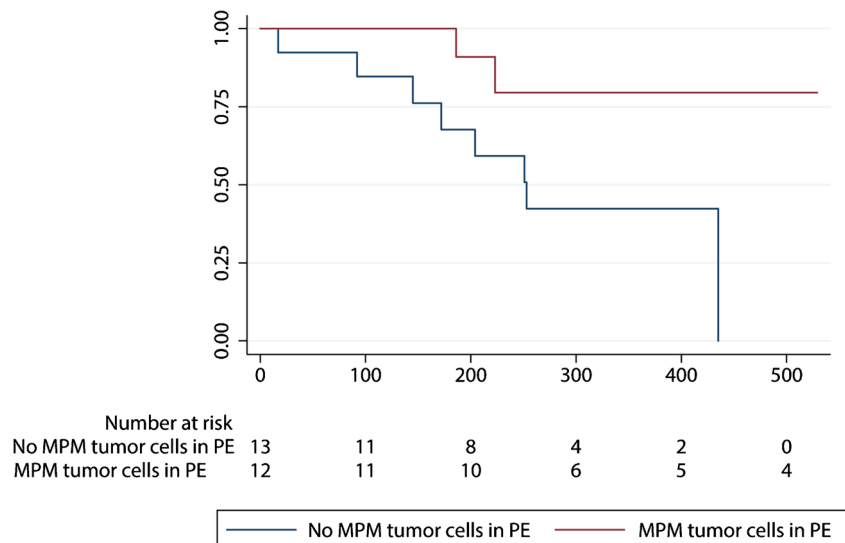 1.00
0.75
0.50
0.25
0.00
0 100 200 300 400 500
Number at risk
No MPM tumor cells in PE 13 11 8 4 2 0
MPM tumor cells in PE 12 11 10 6 5 4
No MPM tumor cells in PE MPM tumor cells in PE